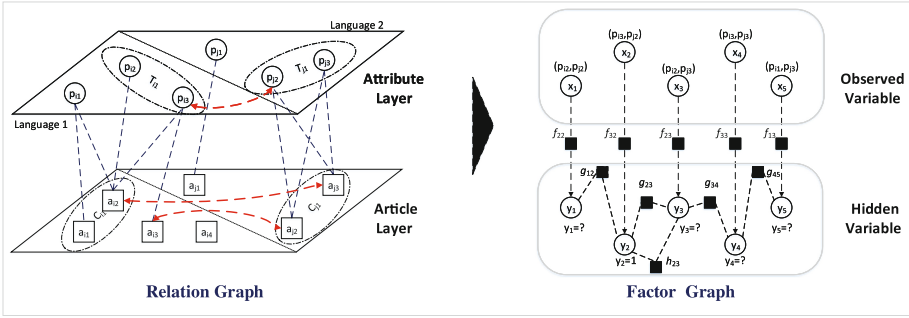 Language 2
p_j1
p_i2
T_i1
p_j2
T_j1
p_j3
p_i1
p_i3
Attribute
Layer
Language 1
a_i1
C_i1
a_i2
a_j1
a_i3
a_i4
a_j2
C_j1
a_j3
Article
Layer
Relation Graph
(p_i3,p_j2) (p_i3,p_j3)
x_2 x_4
(p_i2,p_j2) (p_i2,p_j3) (p_i1,p_j3)
x_1 x_3 x_5
Observed
Variable
f_22 f_32 f_23 f_33 f_13
g_12 g_23 g_34 g_45
y_1 y_3 y_5
y_1=? y_3=? y_5=?
y_2 y_4
y_2=1 h_23 y_4=?
Hidden
Variable
Factor Graph